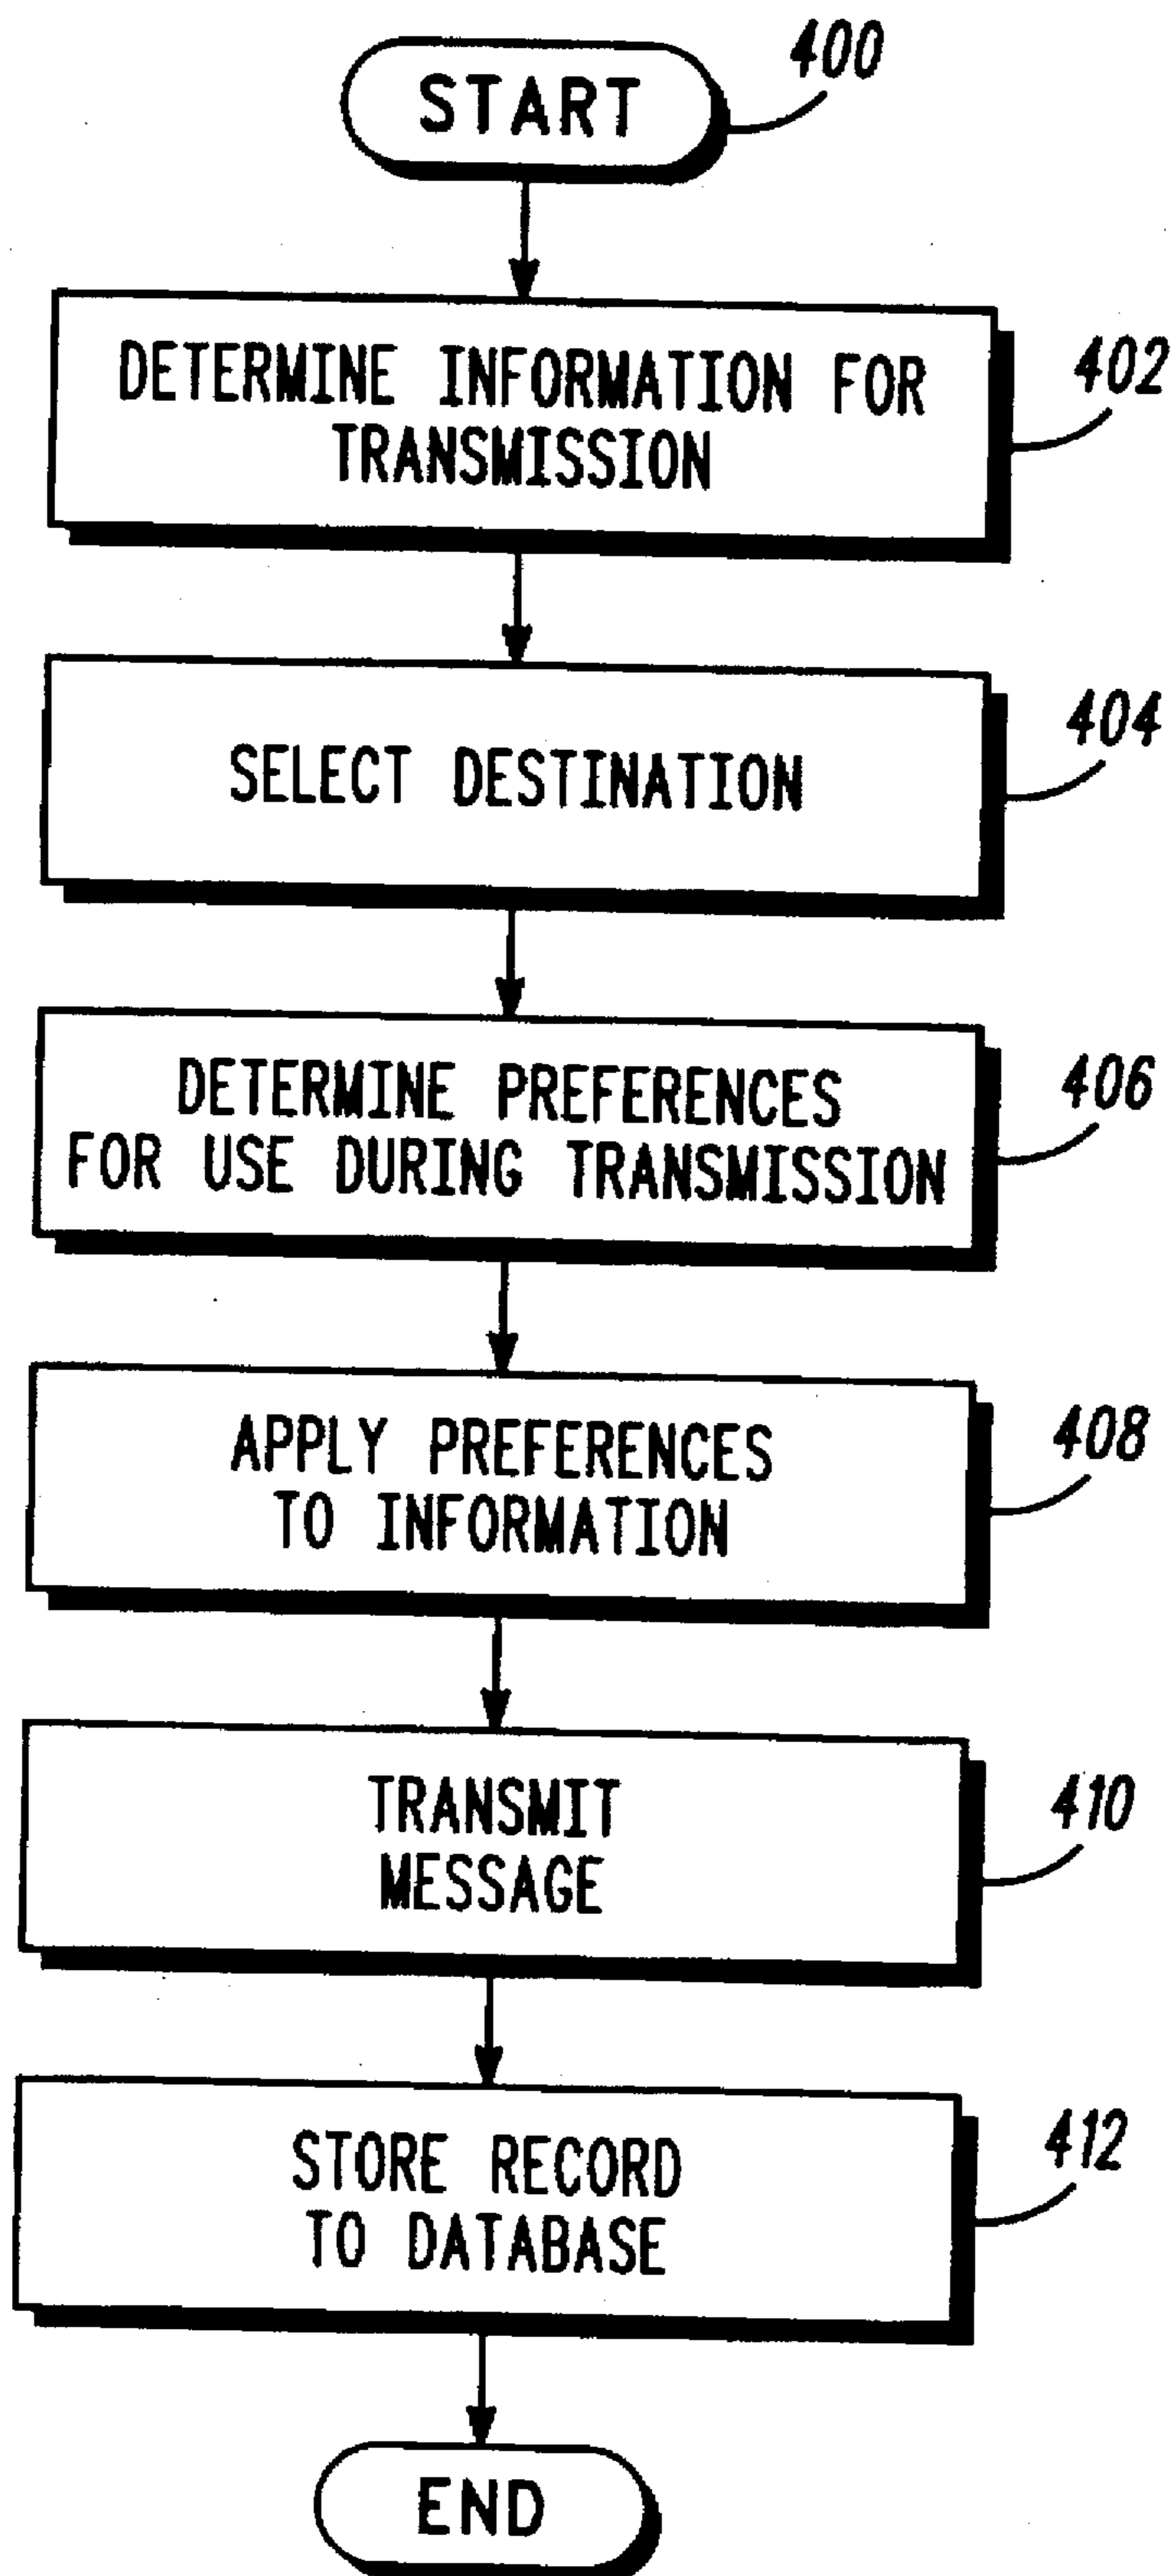 START
400
DETERMINE INFORMATION FOR
TRANSMISSION
402
SELECT DESTINATION
404
DETERMINE PREFERENCES
FOR USE DURING TRANSMISSION
406
APPLY PREFERENCES
TO INFORMATION
408
TRANSMIT
MESSAGE
410
STORE RECORD
TO DATABASE
412
END